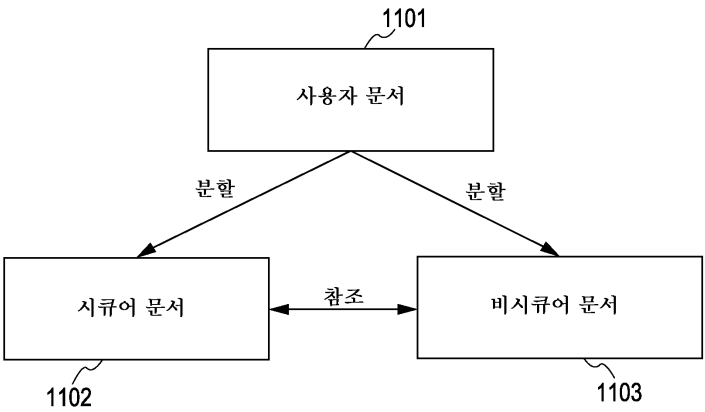 1101
사용자 문서
분할
분할
시큐어 문서
참조
비시큐어 문서
1102
1103